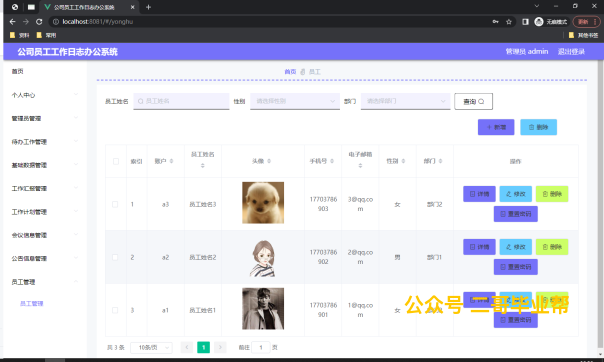 公司员工工作日志办公系统
localhost:8081/#/yonghu
无痕模式
更新
资料
常用
其他书签
公司员工工作日志办公系统
管理员 admin
退出登录
首页
个人中心
管理员管理
待办工作管理
基础数据管理
工作汇报管理
工作计划管理
会议信息管理
公告信息管理
员工管理
员工管理
首页 员工
员工姓名 员工姓名 性别 请选择性别 部门 请选择部门 查询
新增 删除
索引 账户 员工姓名 头像 手机号 电子邮箱 性别 部门 操作
1 a3 员工姓名3 17703786903 3@qq.com 女 部门2 详情 修改 删除
重置密码
2 a2 员工姓名2 17703786902 2@qq.com 男 部门1 详情 修改 删除
重置密码
3 a1 员工姓名1 17703786901 1@qq.com 女 详情
重置密码
公众号 二哥毕业帮
共 3 条 10条/页 1 前往 1 页